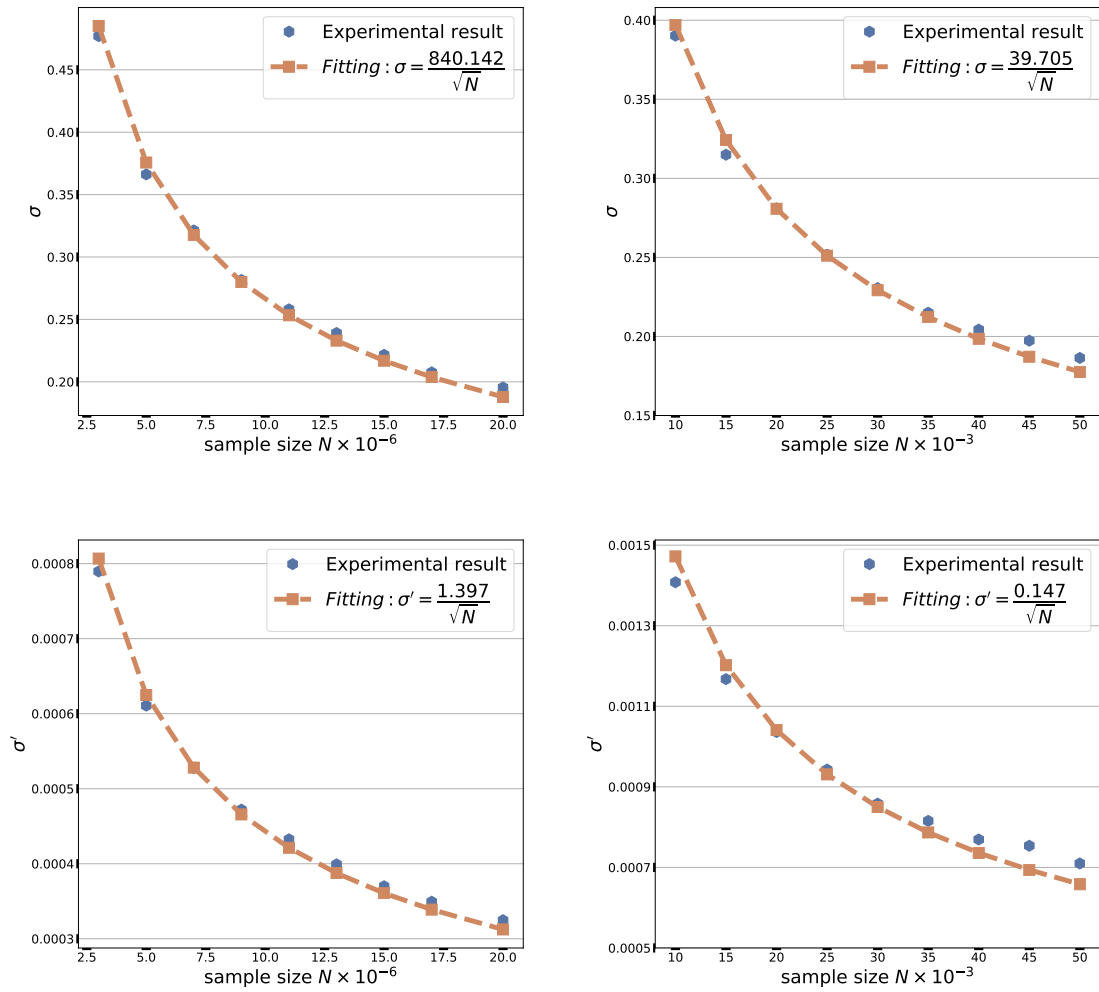 Experimental result
Fitting : σ = 840.142 / √N
0.45
0.40
0.35
0.30
0.25
0.20
σ
2.5 5.0 7.5 10.0 12.5 15.0 17.5 20.0
sample size N × 10⁻⁶
Experimental result
Fitting : σ = 39.705 / √N
0.40
0.35
0.30
0.25
0.20
0.15
σ
10 15 20 25 30 35 40 45 50
sample size N × 10⁻³
Experimental result
Fitting : σ′ = 1.397 / √N
0.0008
0.0007
0.0006
0.0005
0.0004
0.0003
σ′
2.5 5.0 7.5 10.0 12.5 15.0 17.5 20.0
sample size N × 10⁻⁶
Experimental result
Fitting : σ′ = 0.147 / √N
0.0015
0.0013
0.0011
0.0009
0.0007
0.0005
σ′
10 15 20 25 30 35 40 45 50
sample size N × 10⁻³